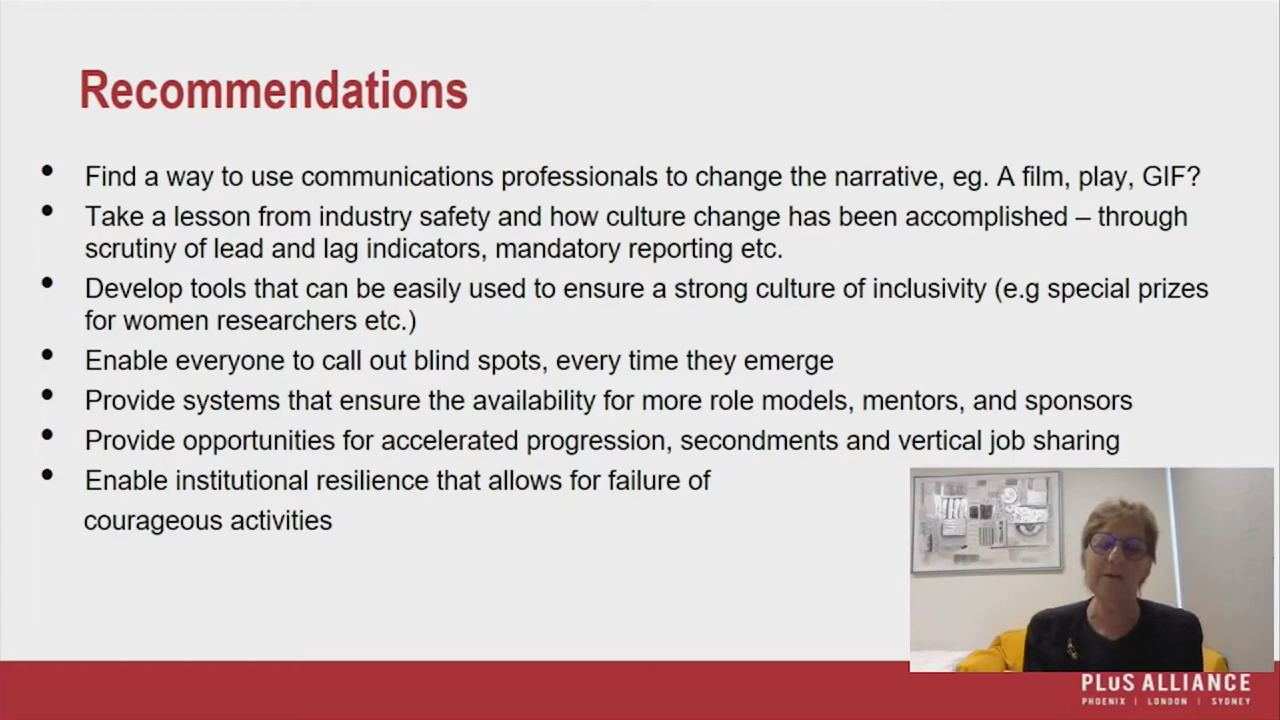 Recommendations
• Find a way to use communications professionals to change the narrative, eg. A film, play, GIF?
• Take a lesson from industry safety and how culture change has been accomplished – through
scrutiny of lead and lag indicators, mandatory reporting etc.
• Develop tools that can be easily used to ensure a strong culture of inclusivity (e.g special prizes
for women researchers etc.)
• Enable everyone to call out blind spots, every time they emerge
• Provide systems that ensure the availability for more role models, mentors, and sponsors
• Provide opportunities for accelerated progression, secondments and vertical job sharing
• Enable institutional resilience that allows for failure of
courageous activities
PLuS ALLIANCE
PHOENIX | LONDON | SYDNEY